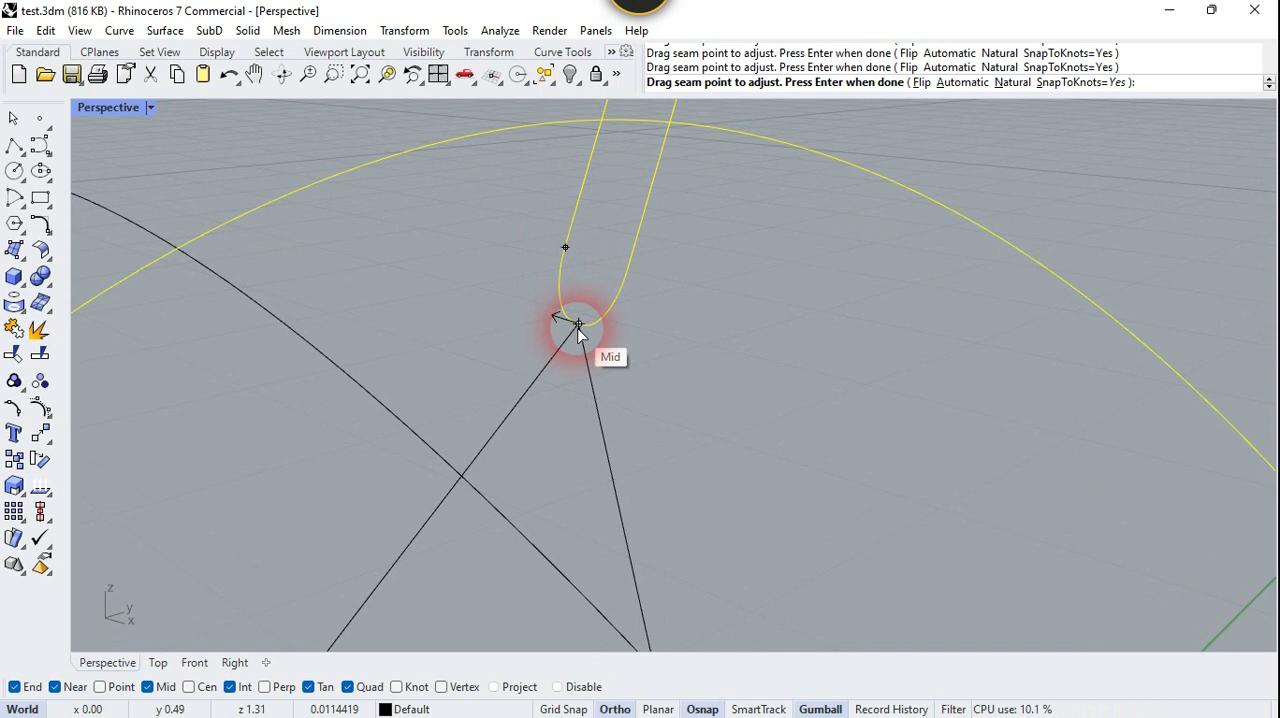 test.3dm (816 KB) - Rhinoceros 7 Commercial - [Perspective]
File Edit View Curve Surface SubD Solid Mesh Dimension Transform Tools Analyze Render Panels Help
Standard CPlanes Set View Display Select Viewport Layout Visibility Transform Curve Tools »
Drag seam point to adjust. Press Enter when done ( Flip Automatic Natural SnapToKnots=Yes )
Drag seam point to adjust. Press Enter when done ( Flip Automatic Natural SnapToKnots=Yes )
Drag seam point to adjust. Press Enter when done ( Flip Automatic Natural SnapToKnots=Yes ):
Perspective
Mid
z
y
x
Perspective Top Front Right
End Near Point Mid Cen Int Perp Tan Quad Knot Vertex Project Disable
World x 0.00 y 0.49 z 1.31 0.0114419 Default Grid Snap Ortho Planar Osnap SmartTrack Gumball Record History Filter CPU use: 10.1 %